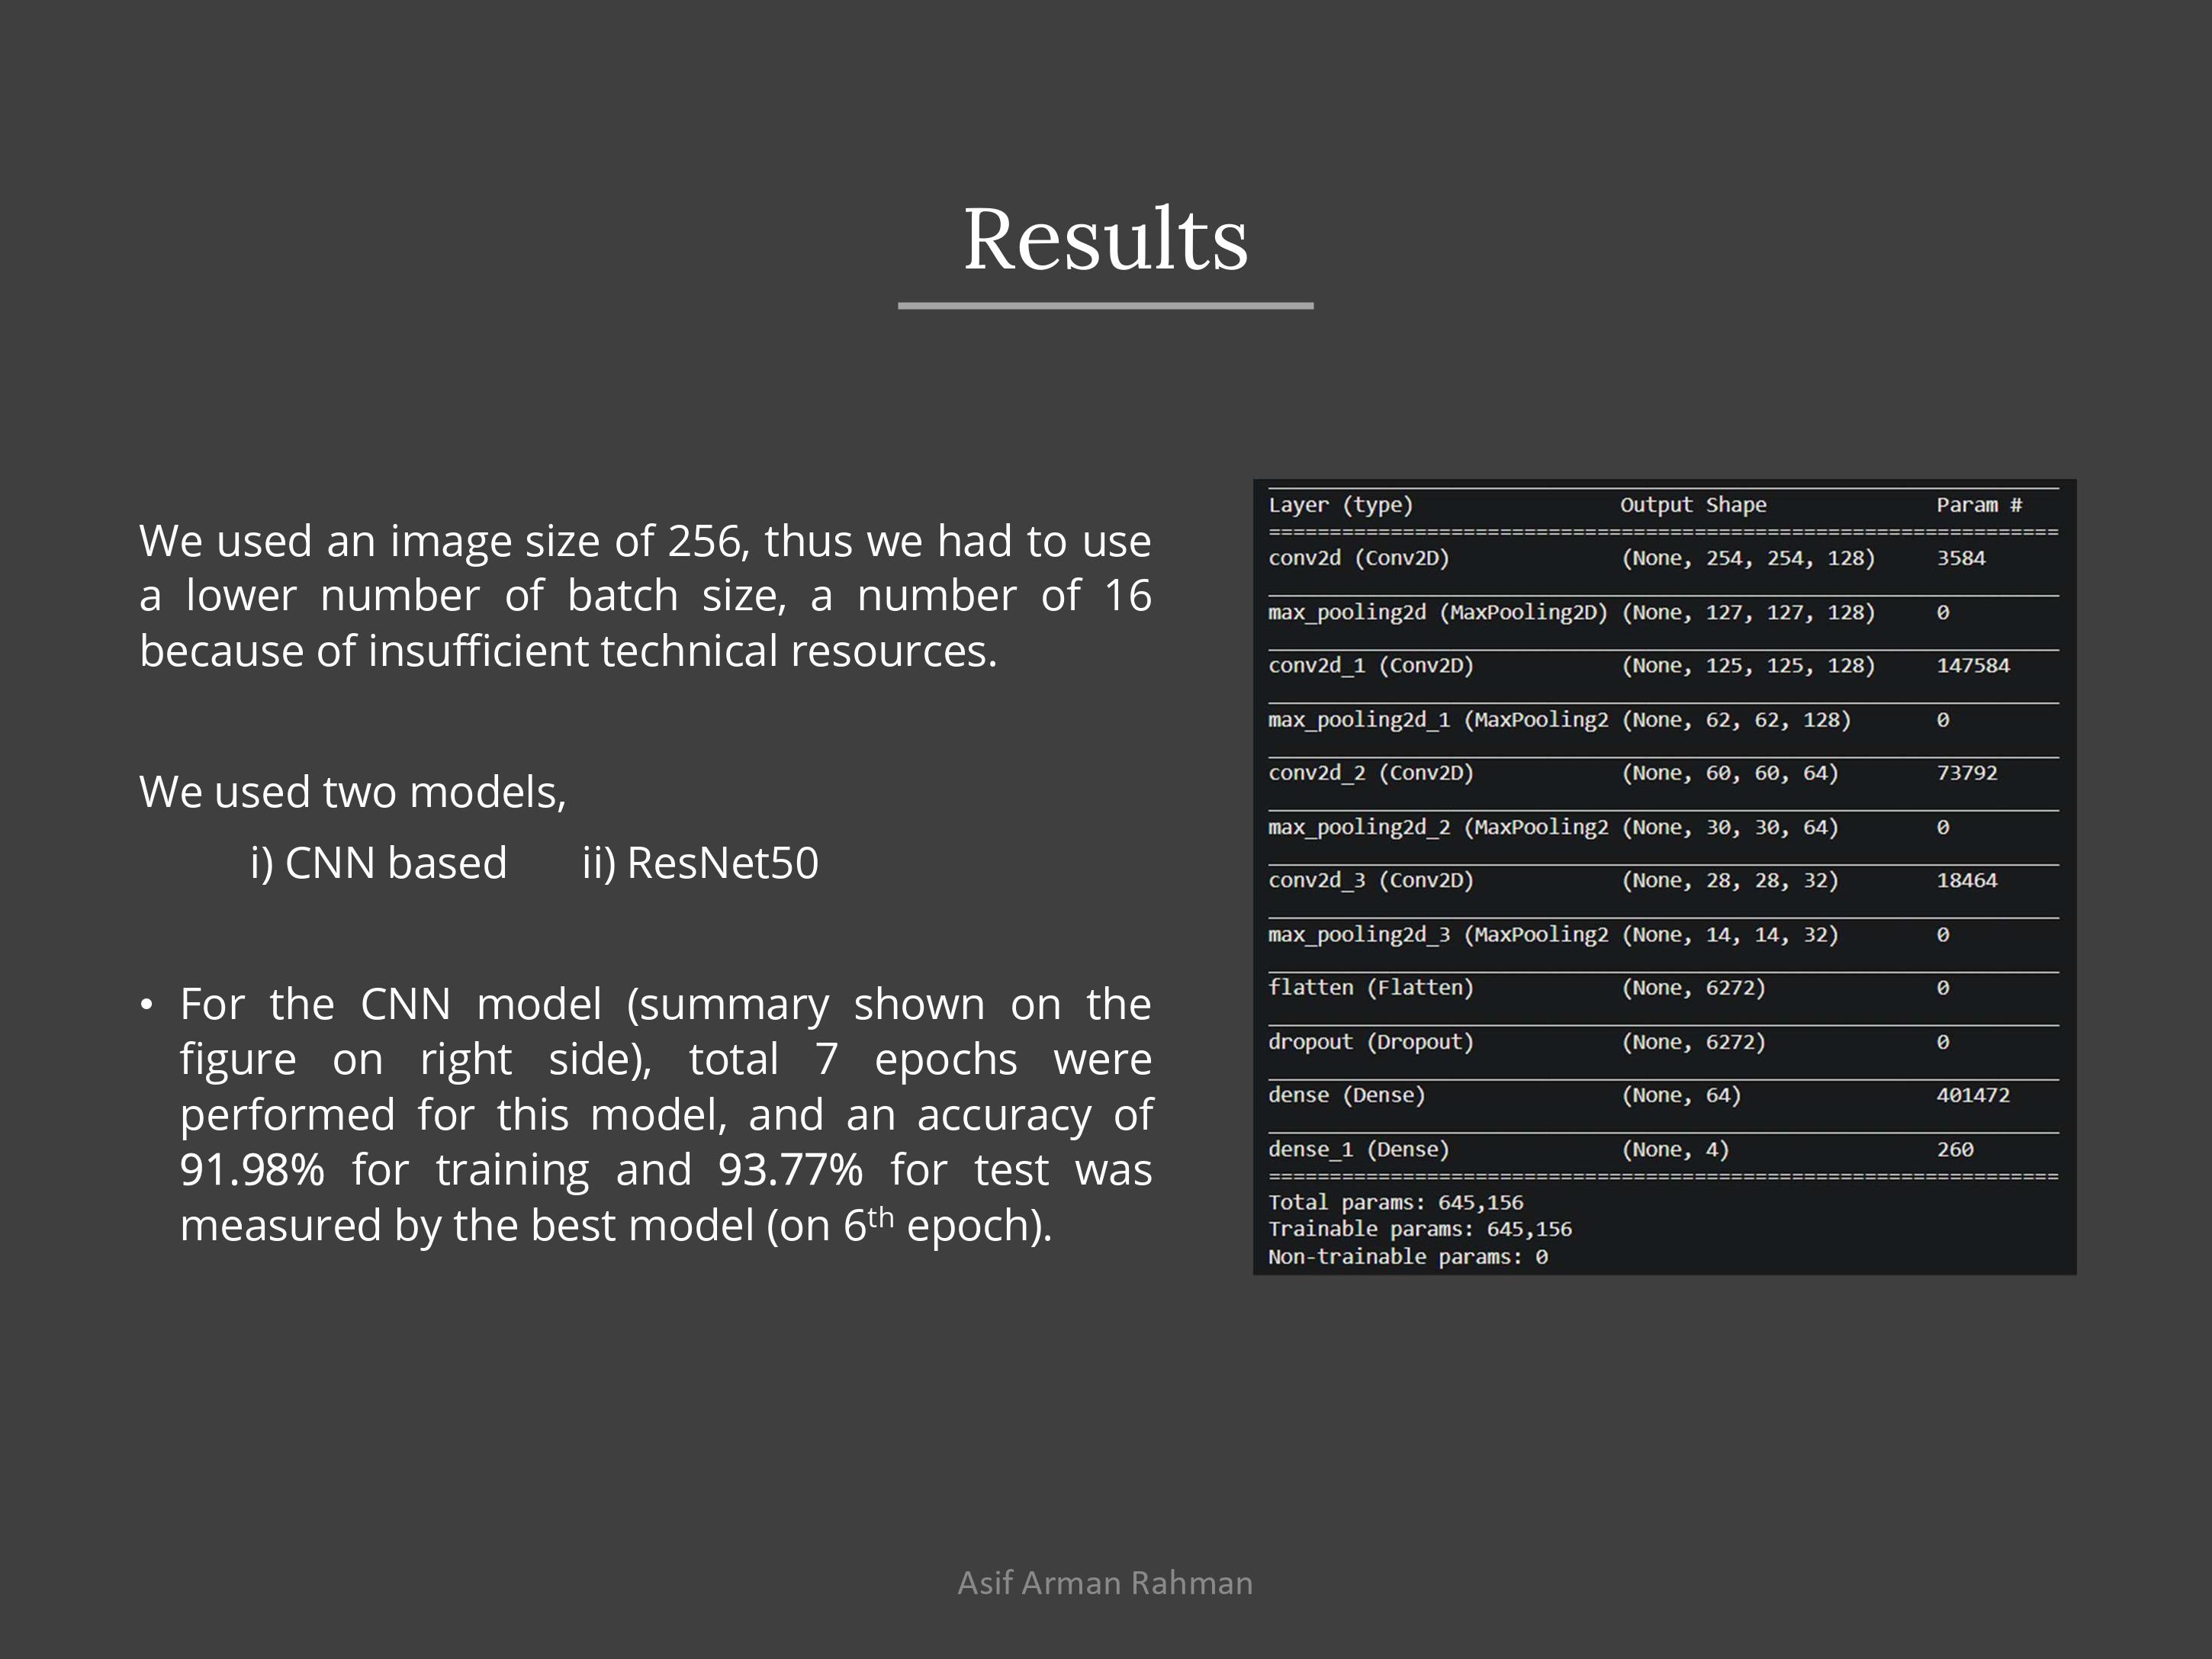 Results
We used an image size of 256, thus we had to use
a lower number of batch size, a number of 16
because of insufficient technical resources.
We used two models,
i) CNN based ii) ResNet50
• For the CNN model (summary shown on the
figure on right side), total 7 epochs were
performed for this model, and an accuracy of
91.98% for training and 93.77% for test was
measured by the best model (on 6th epoch).
Layer (type) Output Shape Param #
conv2d (Conv2D) (None, 254, 254, 128) 3584
max_pooling2d (MaxPooling2D) (None, 127, 127, 128) 0
conv2d_1 (Conv2D) (None, 125, 125, 128) 147584
max_pooling2d_1 (MaxPooling2 (None, 62, 62, 128) 0
conv2d_2 (Conv2D) (None, 60, 60, 64) 73792
max_pooling2d_2 (MaxPooling2 (None, 30, 30, 64) 0
conv2d_3 (Conv2D) (None, 28, 28, 32) 18464
max_pooling2d_3 (MaxPooling2 (None, 14, 14, 32) 0
flatten (Flatten) (None, 6272) 0
dropout (Dropout) (None, 6272) 0
dense (Dense) (None, 64) 401472
dense_1 (Dense) (None, 4) 260
Total params: 645,156
Trainable params: 645,156
Non-trainable params: 0
Asif Arman Rahman